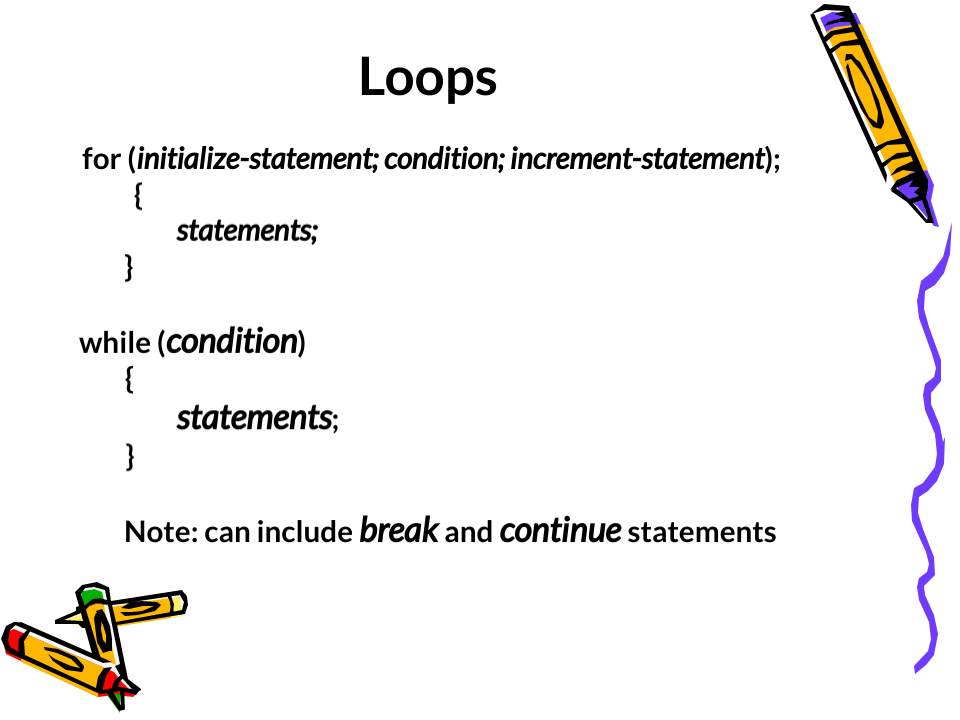 Loops
for (initialize-statement; condition; increment-statement);
{
statements;
}
while (condition)
{
statements;
}
Note: can include break and continue statements